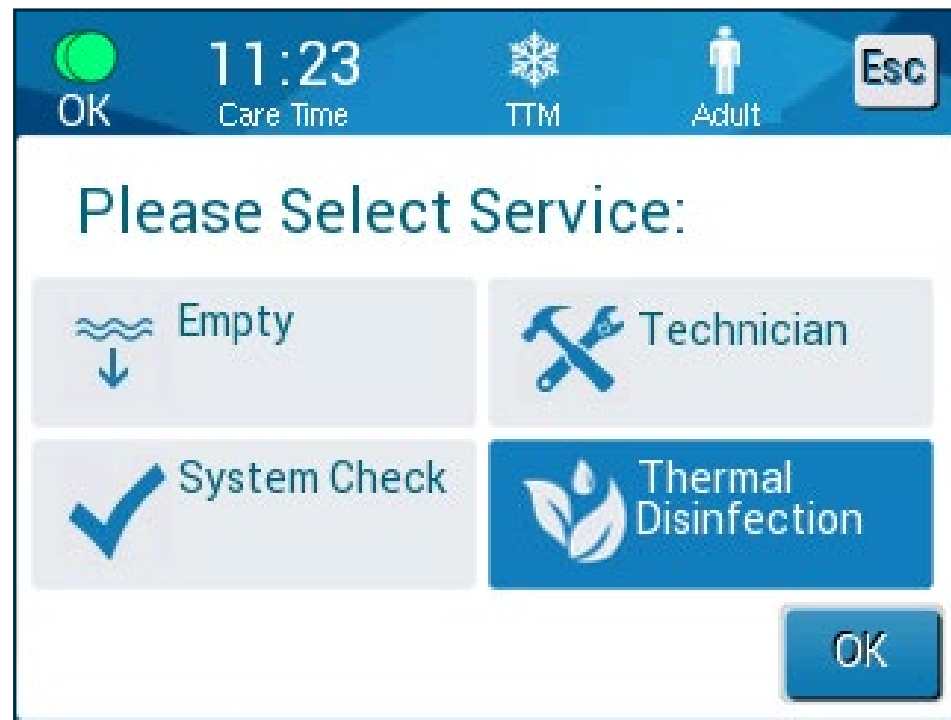 11:23
Esc
OK
Care Time
TTM
Adult
Please Select Service:
Empty
Technician
System Check
Thermal
Disinfection
OK